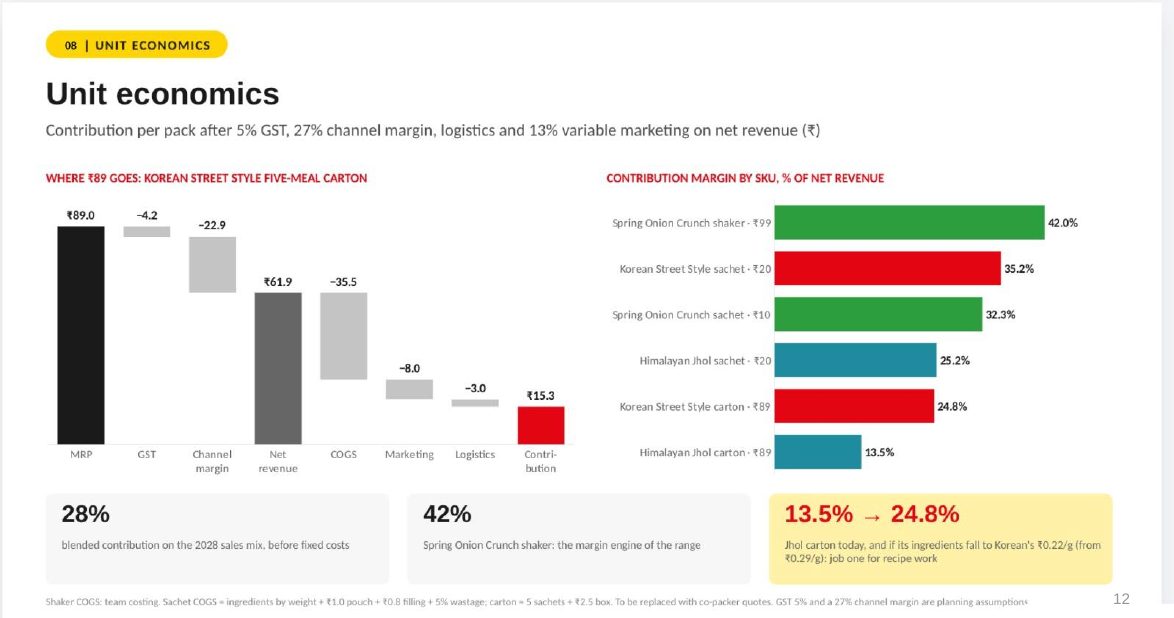 08 | UNIT ECONOMICS
Unit economics
Contribution per pack after 5% GST, 27% channel margin, logistics and 13% variable marketing on net revenue (₹)
WHERE ₹89 GOES: KOREAN STREET STYLE FIVE-MEAL CARTON
₹89.0
−4.2
−22.9
₹61.9
−35.5
−8.0
−3.0
₹15.3
MRP
GST
Channel
margin
Net
revenue
COGS
Marketing
Logistics
Contri-
bution
CONTRIBUTION MARGIN BY SKU, % OF NET REVENUE
Spring Onion Crunch shaker · ₹99 42.0%
Korean Street Style sachet · ₹20 35.2%
Spring Onion Crunch sachet · ₹10 32.3%
Himalayan Jhol sachet · ₹20 25.2%
Korean Street Style carton · ₹89 24.8%
Himalayan Jhol carton · ₹89 13.5%
28%
blended contribution on the 2028 sales mix, before fixed costs
42%
Spring Onion Crunch shaker: the margin engine of the range
13.5% → 24.8%
Jhol carton today, and if its ingredients fall to Korean's ₹0.22/g (from
₹0.29/g): job one for recipe work
Shaker COGS: team costing. Sachet COGS = ingredients by weight + ₹1.0 pouch + ₹0.8 filling + 5% wastage; carton = 5 sachets + ₹2.5 box. To be replaced with co-packer quotes. GST 5% and a 27% channel margin are planning assumptions
12